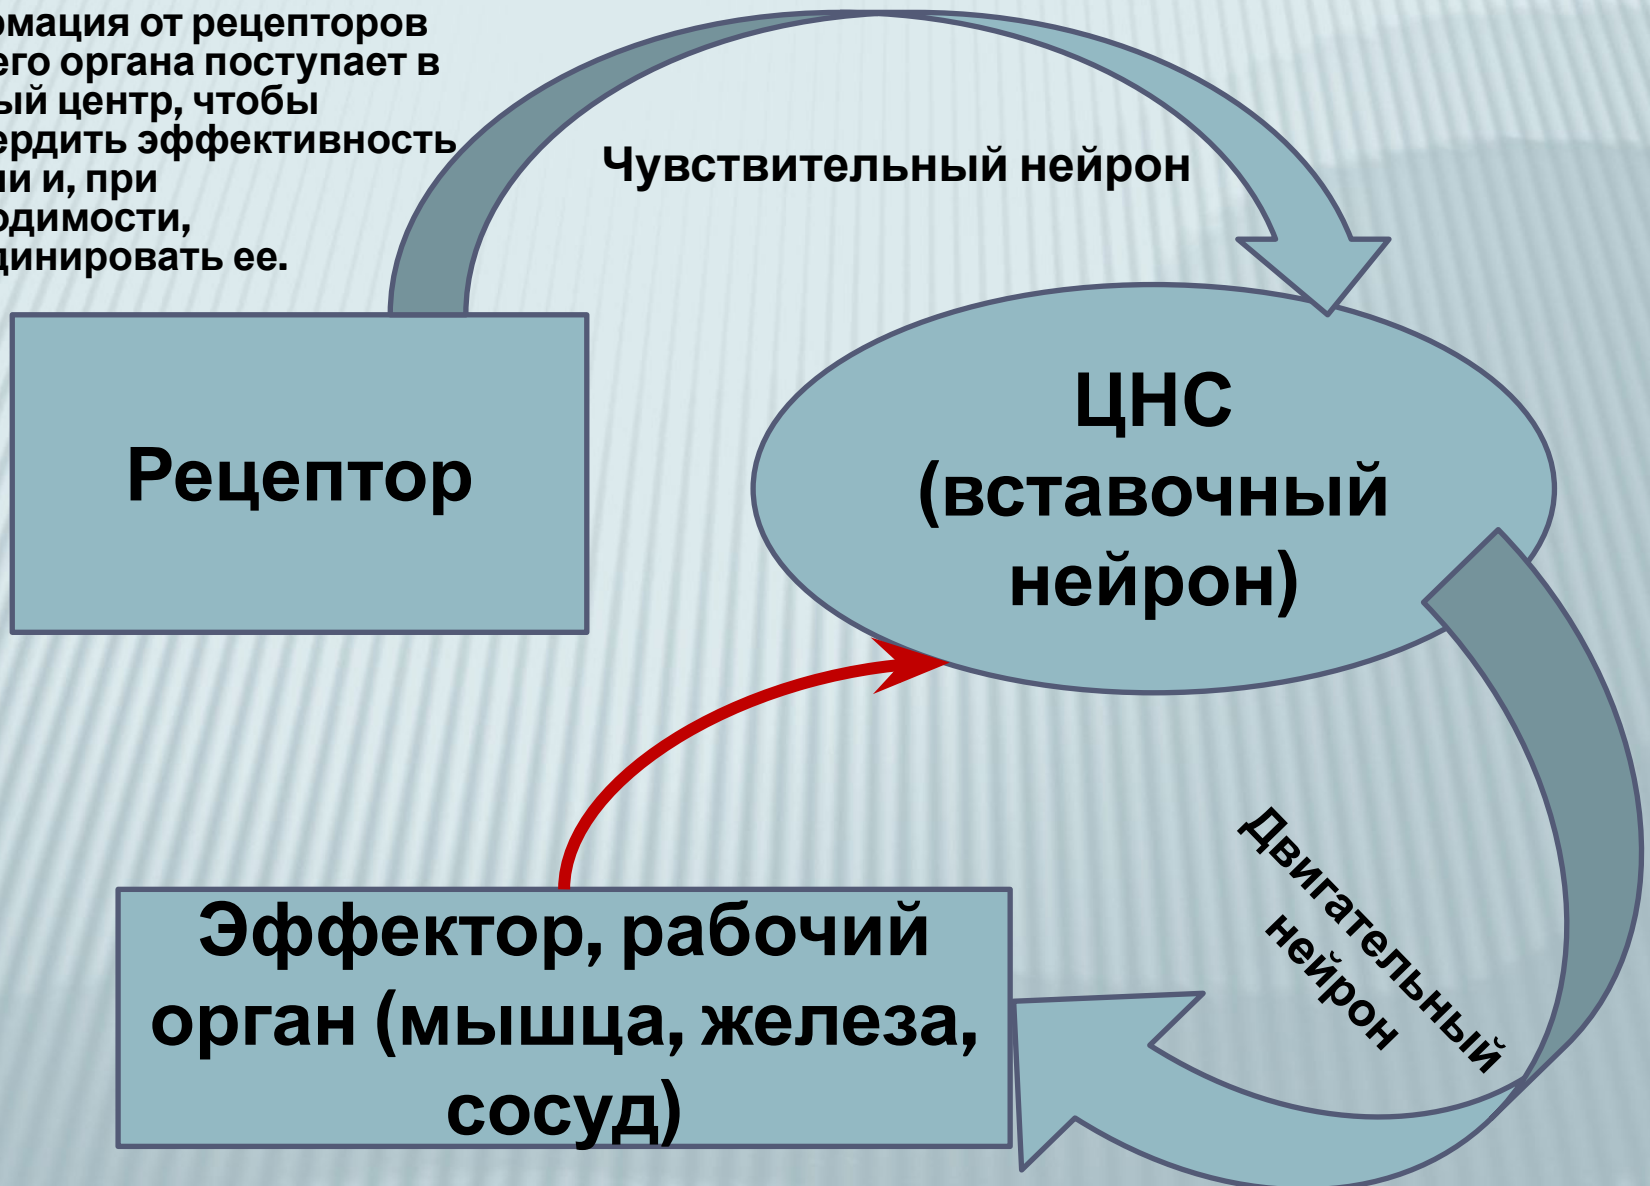 рмация от рецепторов
его органа поступает в
ый центр, чтобы
ердить эффективность
ии и, при
одимости,
динировать ее.
Чувствительный нейрон
Рецептор
ЦНС
(вставочный
нейрон)
Двигательный
нейрон
Эффектор, рабочий
орган (мышца, железа,
сосуд)